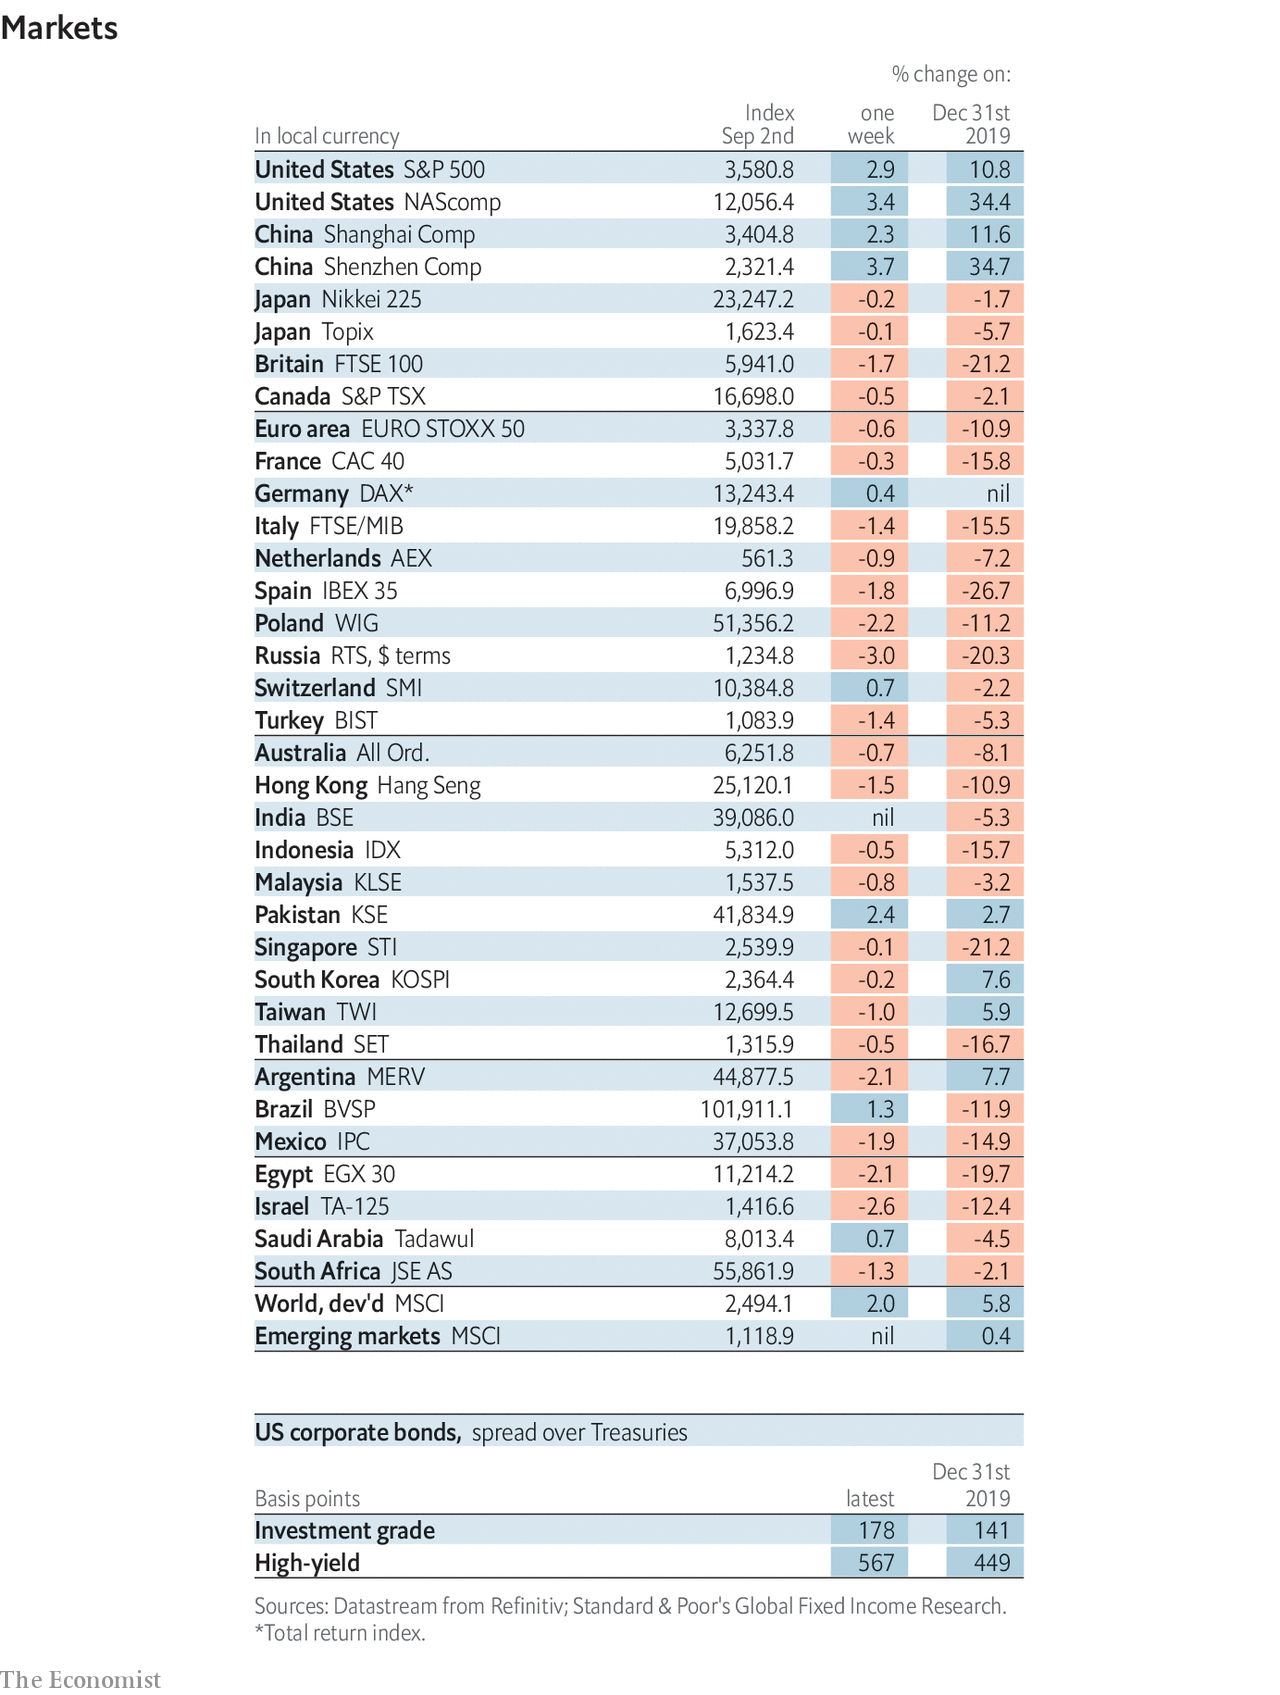 Markets
% change on:
Index one Dec 31st
In local currency Sep 2nd week 2019
United States S&P 500 3,580.8 2.9 10.8
United States NAScomp 12,056.4 3.4 34.4
China Shanghai Comp 3,404.8 2.3 11.6
China Shenzhen Comp 2,321.4 3.7 34.7
Japan Nikkei 225 23,247.2 -0.2 -1.7
Japan Topix 1,623.4 -0.1 -5.7
Britain FTSE 100 5,941.0 -1.7 -21.2
Canada S&P TSX 16,698.0 -0.5 -2.1
Euro area EURO STOXX 50 3,337.8 -0.6 -10.9
France CAC 40 5,031.7 -0.3 -15.8
Germany DAX* 13,243.4 0.4 nil
Italy FTSE/MIB 19,858.2 -1.4 -15.5
Netherlands AEX 561.3 -0.9 -7.2
Spain IBEX 35 6,996.9 -1.8 -26.7
Poland WIG 51,356.2 -2.2 -11.2
Russia RTS, $ terms 1,234.8 -3.0 -20.3
Switzerland SMI 10,384.8 0.7 -2.2
Turkey BIST 1,083.9 -1.4 -5.3
Australia All Ord. 6,251.8 -0.7 -8.1
Hong Kong Hang Seng 25,120.1 -1.5 -10.9
India BSE 39,086.0 nil -5.3
Indonesia IDX 5,312.0 -0.5 -15.7
Malaysia KLSE 1,537.5 -0.8 -3.2
Pakistan KSE 41,834.9 2.4 2.7
Singapore STI 2,539.9 -0.1 -21.2
South Korea KOSPI 2,364.4 -0.2 7.6
Taiwan TWI 12,699.5 -1.0 5.9
Thailand SET 1,315.9 -0.5 -16.7
Argentina MERV 44,877.5 -2.1 7.7
Brazil BVSP 101,911.1 1.3 -11.9
Mexico IPC 37,053.8 -1.9 -14.9
Egypt EGX 30 11,214.2 -2.1 -19.7
Israel TA-125 1,416.6 -2.6 -12.4
Saudi Arabia Tadawul 8,013.4 0.7 -4.5
South Africa JSE AS 55,861.9 -1.3 -2.1
World, dev'd MSCI 2,494.1 2.0 5.8
Emerging markets MSCI 1,118.9 nil 0.4
US corporate bonds, spread over Treasuries
Dec 31st
Basis points latest 2019
Investment grade 178 141
High-yield 567 449
Sources: Datastream from Refinitiv; Standard & Poor's Global Fixed Income Research.
*Total return index.
The Economist